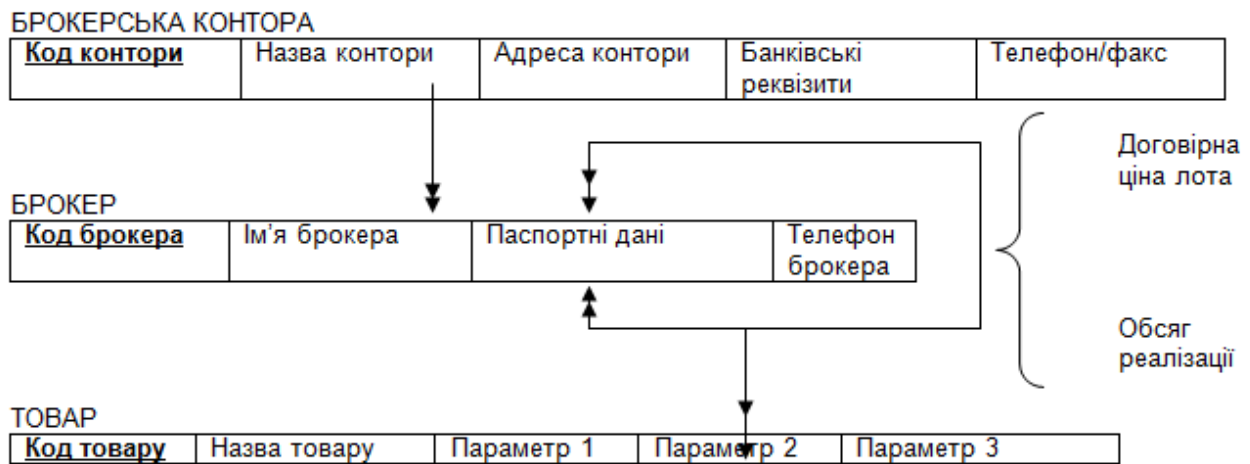 БРОКЕРСЬКА КОНТОРА
Код контори Назва контори Адреса контори Банківські реквізити Телефон/факс
Договірна
ціна лота
БРОКЕР
Код брокера Ім'я брокера Паспортні дані Телефон брокера
Обсяг
реалізації
ТОВАР
Код товару Назва товару Параметр 1 Параметр 2 Параметр 3